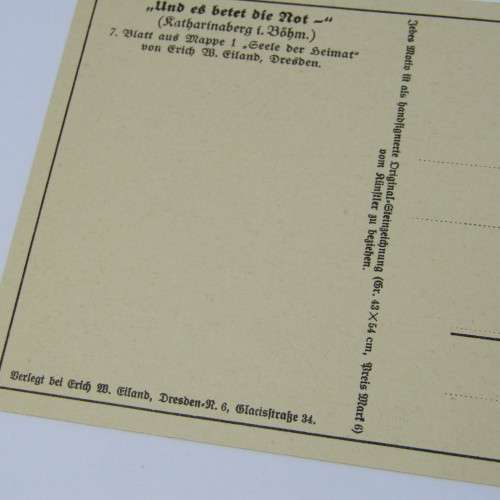 „Und es betet die Not –“
(Katharinaberg i. Böhm.)
7. Blatt aus Mappe 1 „Seele der Heimat“
von Erich W. Eiland, Dresden.
Jedes Motiv ist als handsignierte Original-Steinzeichnung (Gr. 43×54 cm, Preis Mark 6)
vom Künstler zu beziehen.
Verlegt bei Erich W. Eiland, Dresden-N. 6, Glacisstraße 34.